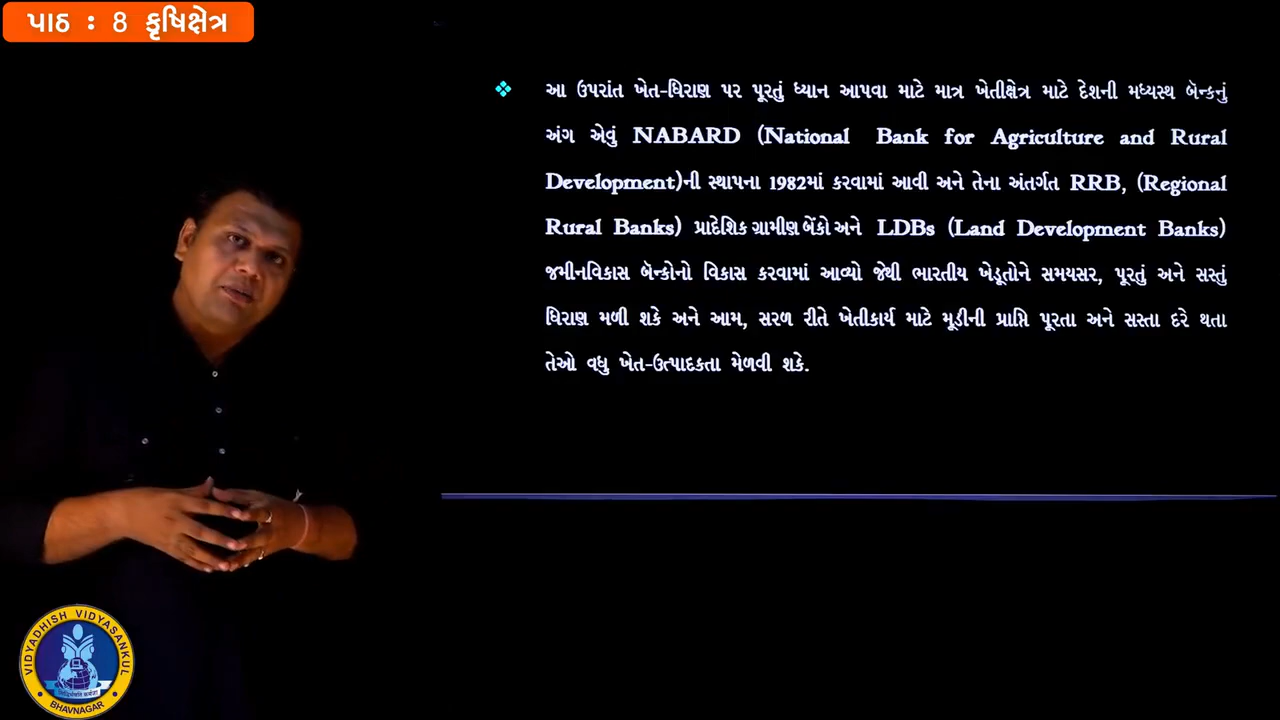 પાઠ : 8 કૃષિક્ષેત્ર
❖ આ ઉપરાંત ખેત-ધિરાણ પર પૂરતું ધ્યાન આપવા માટે માત્ર ખેતીક્ષેત્ર માટે દેશની મધ્યસ્થ બૅન્કનું
અંગ એવું NABARD (National Bank for Agriculture and Rural
Development)ની સ્થાપના 1982માં કરવામાં આવી અને તેના અંતર્ગત RRB, (Regional
Rural Banks) પ્રાદેશિક ગ્રામીણ બેંકો અને LDBs (Land Development Banks)
જમીનવિકાસ બૅન્કોનો વિકાસ કરવામાં આવ્યો જેથી ભારતીય ખેડૂતોને સમયસર, પૂરતું અને સસ્તું
ધિરાણ મળી શકે અને આમ, સરળ રીતે ખેતીકાર્ય માટે મૂડીની પ્રાપ્તિ પૂરતા અને સસ્તા દરે થતા
તેઓ વધુ ખેત-ઉત્પાદકતા મેળવી શકે.
VIDYADHISH VIDYASANKUL
BHAVNAGAR